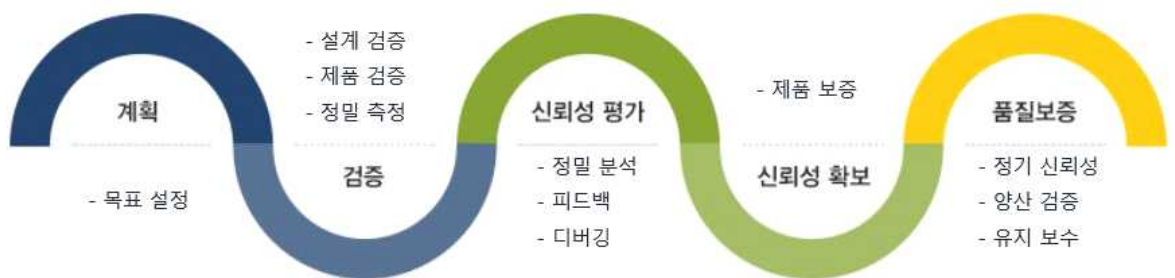 계획
- 목표 설정
- 설계 검증
- 제품 검증
- 정밀 측정
검증
신뢰성 평가
- 정밀 분석
- 피드백
- 디버깅
- 제품 보증
신뢰성 확보
품질보증
- 정기 신뢰성
- 양산 검증
- 유지 보수